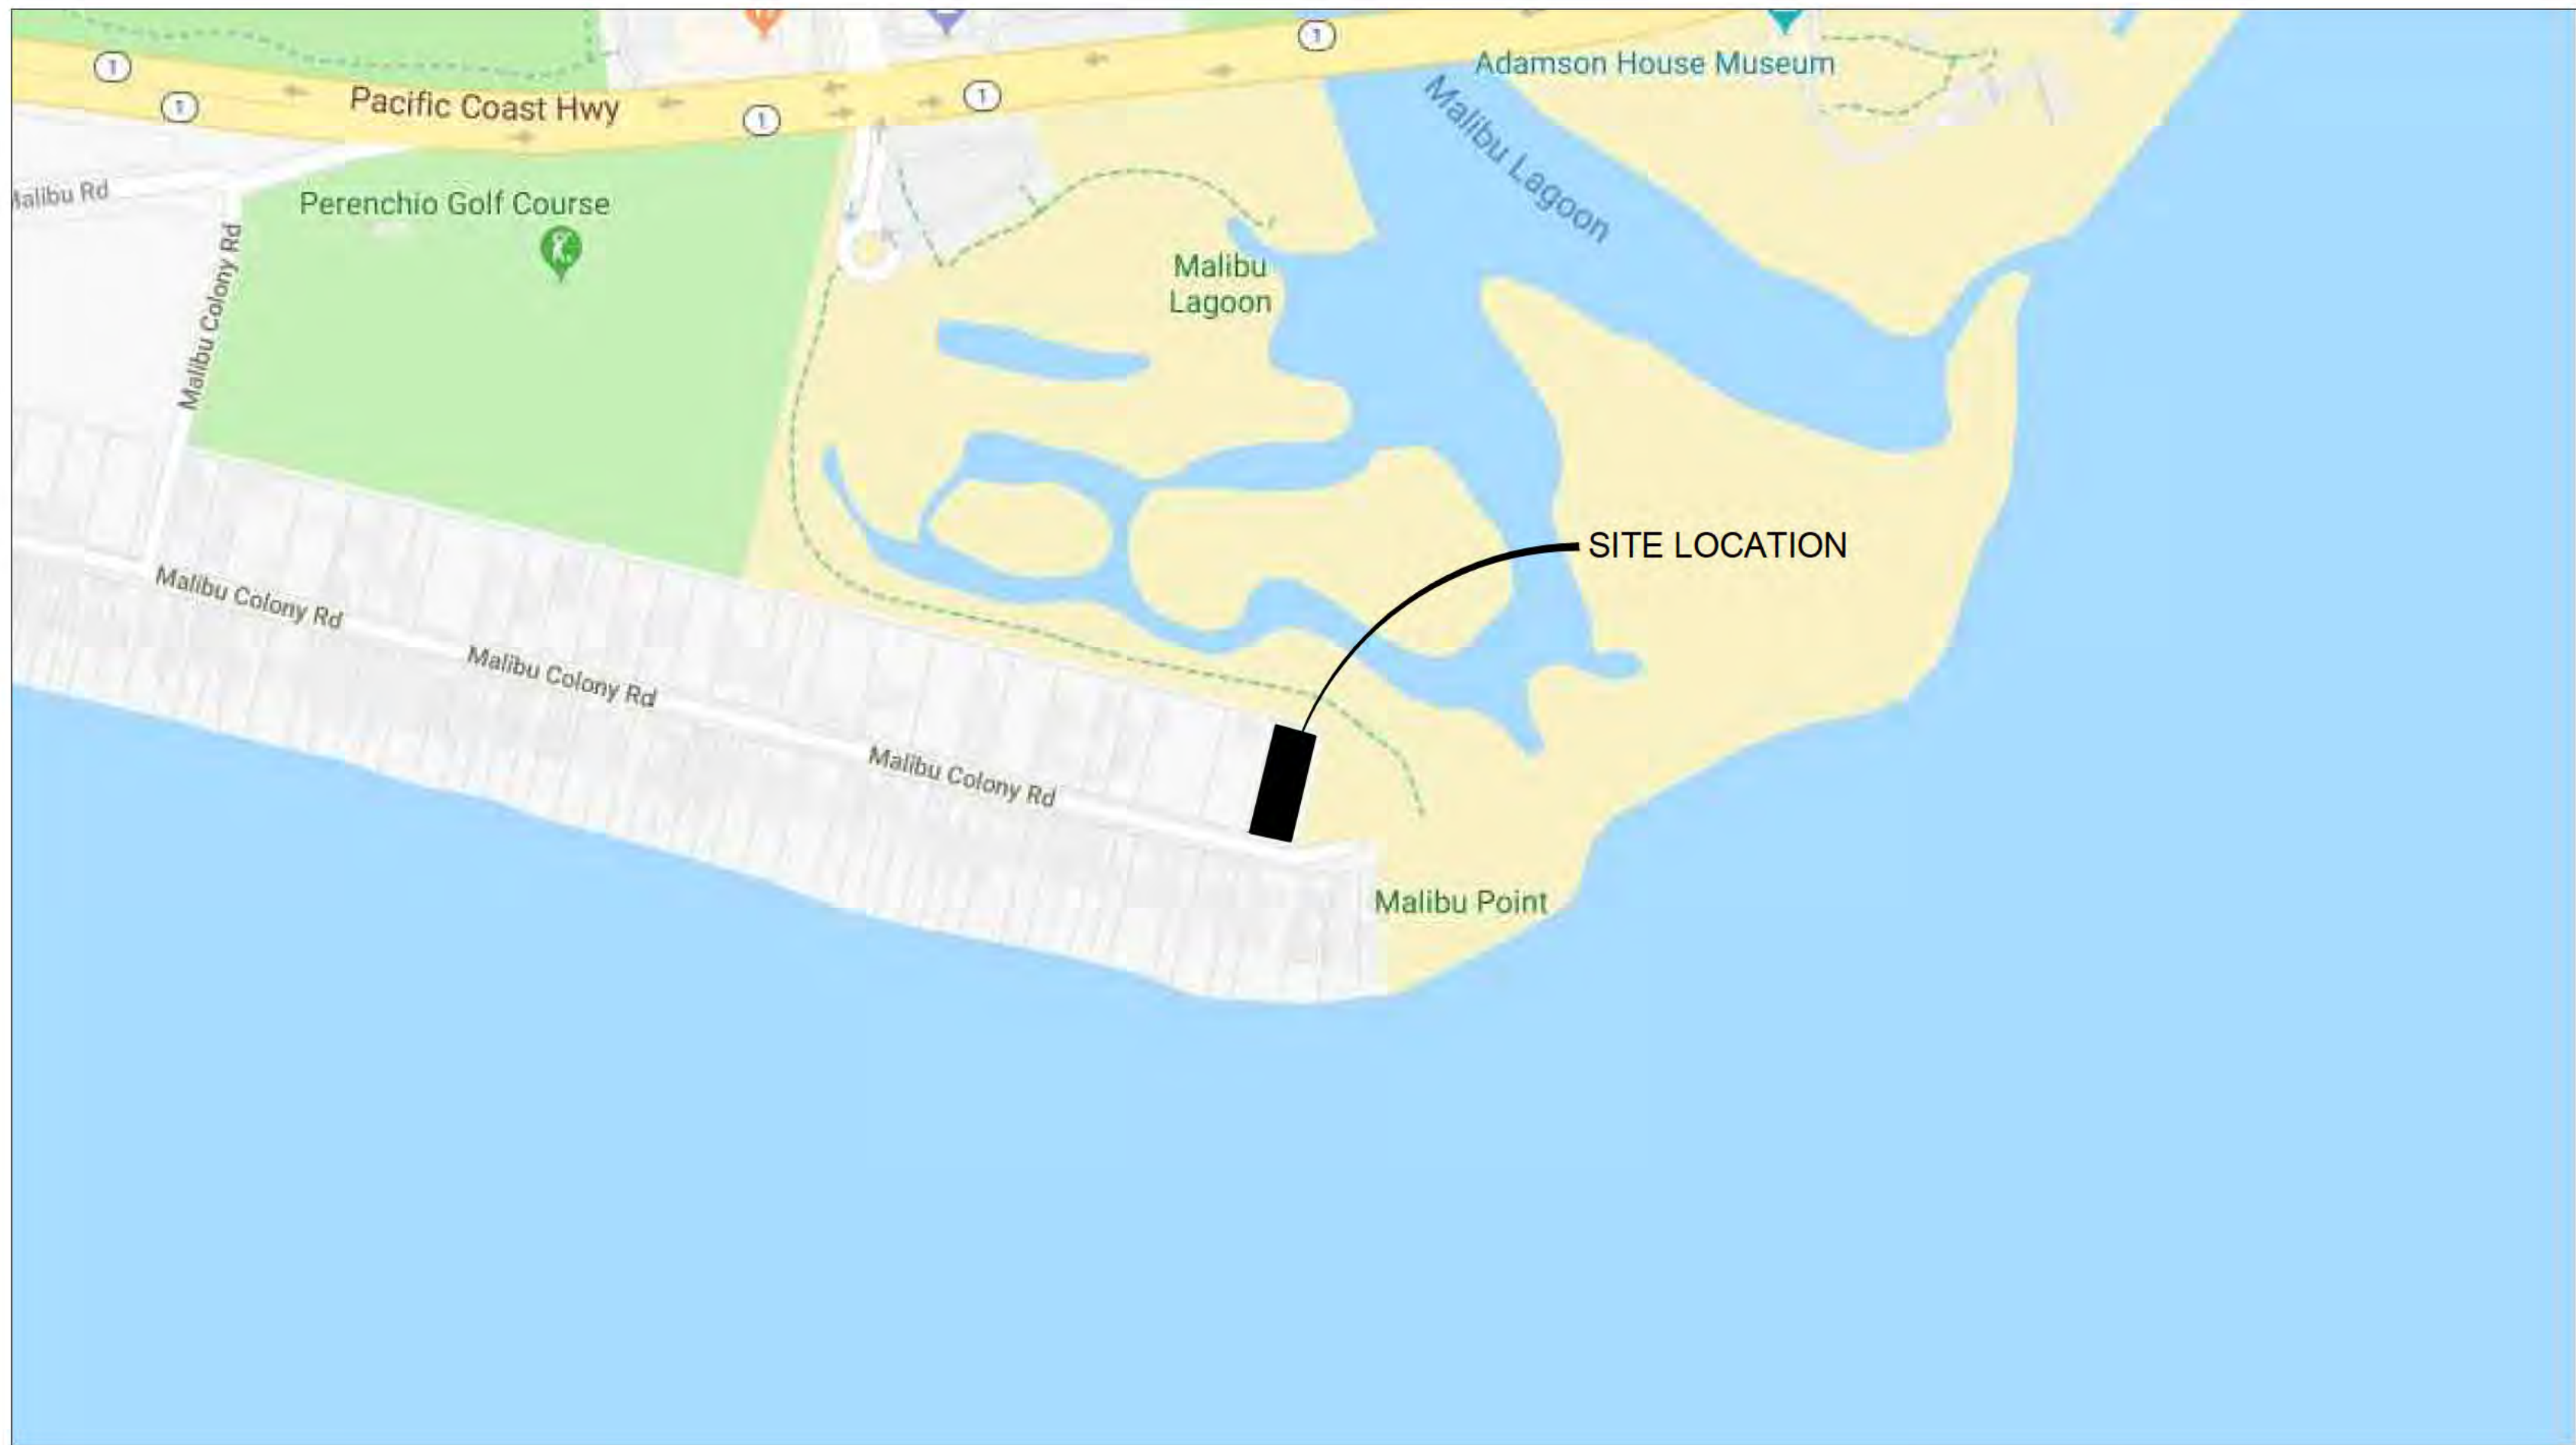 1
1
Adamson House Museum
1
Pacific Coast Hwy
1
1
Malibu Lagoon
Malibu Rd
Perenchio Golf Course
Malibu Colony Rd
Malibu
Lagoon
SITE LOCATION
Malibu Colony Rd
Malibu Colony Rd
Malibu Colony Rd
Malibu Point